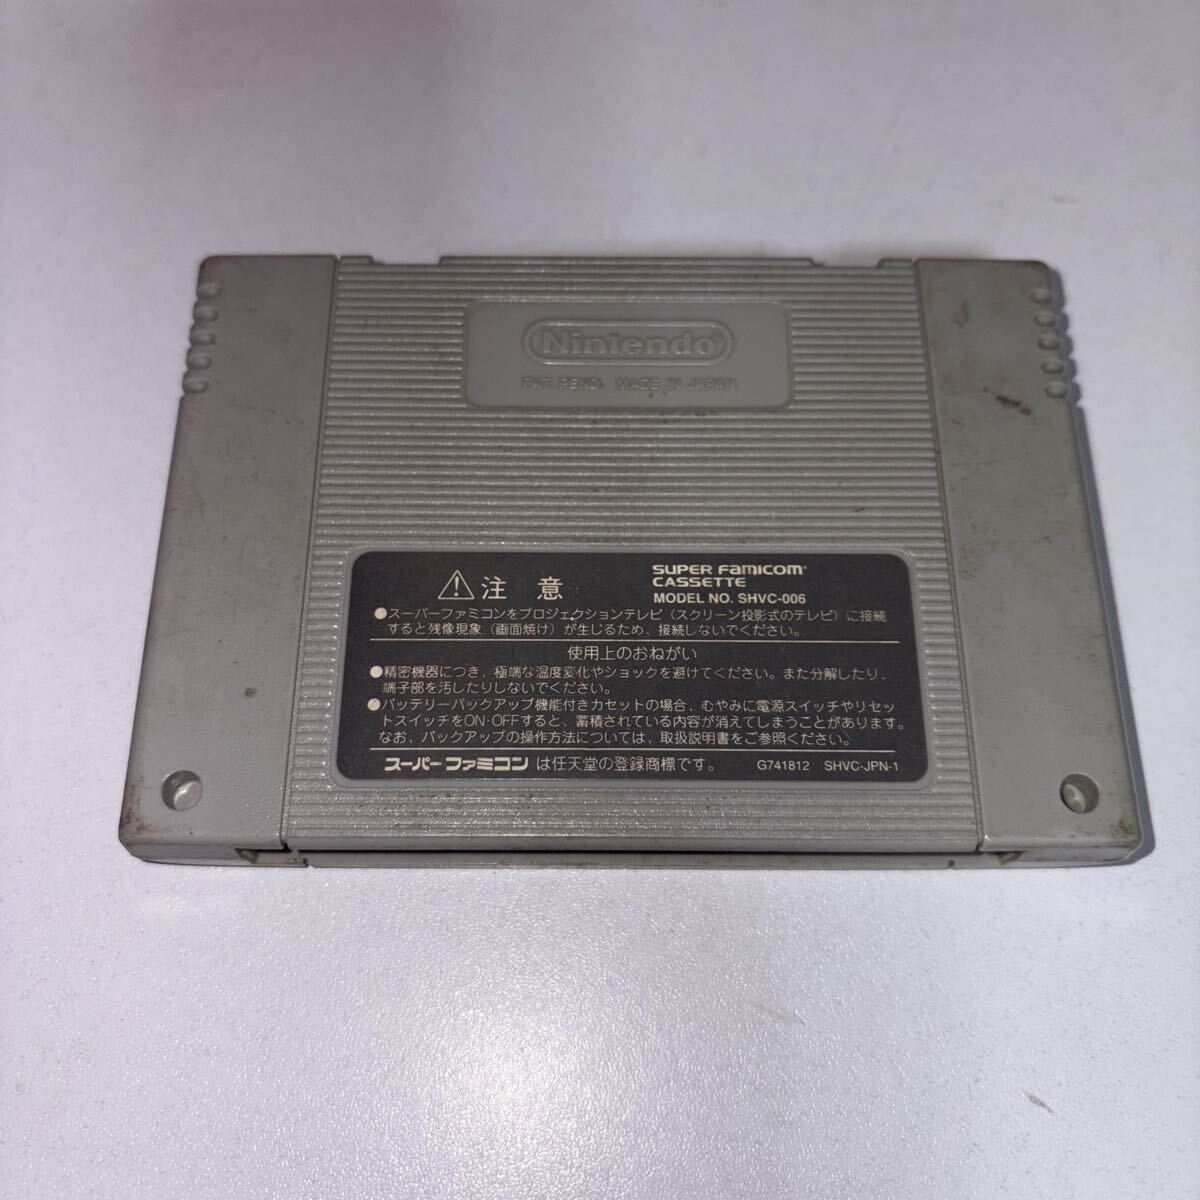 Nintendo
PAT. PEND. MADE IN JAPAN
注 意
SUPER FAMICOM
CASSETTE
MODEL NO. SHVC-006
●スーパーファミコンをプロジェクションテレビ(スクリーン投影式のテレビ)に接続
すると残像現象(画面焼け)が生じるため、接続しないでください。
使用上のおねがい
●精密機器につき、極端な温度変化やショックを避けてください。また分解したり、
端子部を汚したりしないでください。
●バッテリーバックアップ機能付きカセットの場合、むやみに電源スイッチやリセッ
トスイッチをON・OFFすると、蓄積されている内容が消えてしまうことがあります。
なお、バックアップの操作方法については、取扱説明書をご参照ください。
スーパーファミコン は任天堂の登録商標です。 G741812 SHVC-JPN-1